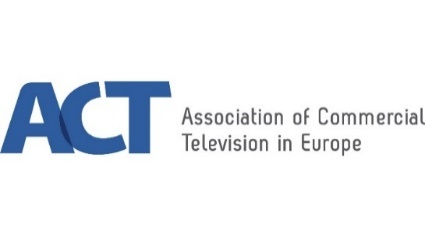 ACT
Association of Commercial
Television in Europe